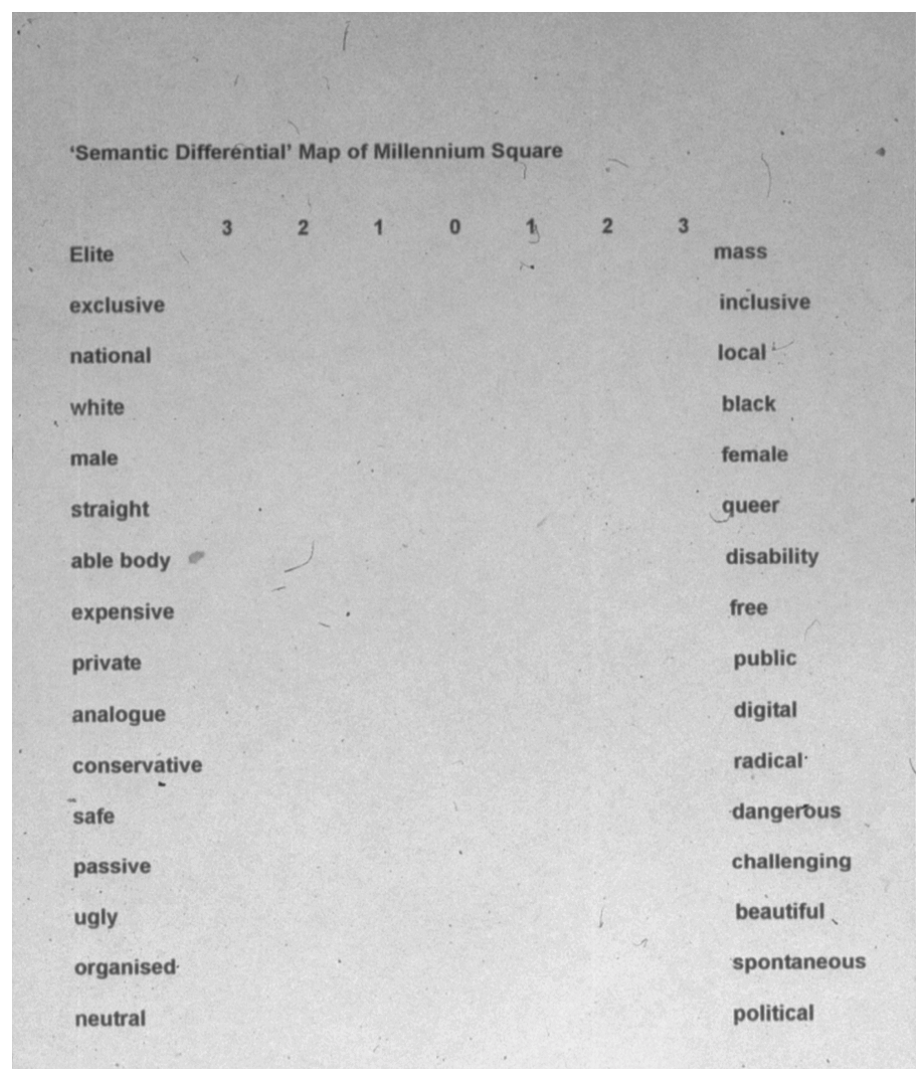 'Semantic Differential' Map of Millennium Square
3 2 1 0 1 2 3
Elite mass
exclusive inclusive
national local
white black
male female
straight queer
able body disability
expensive free
private public
analogue digital
conservative radical
safe dangerous
passive challenging
ugly beautiful
organised spontaneous
neutral political